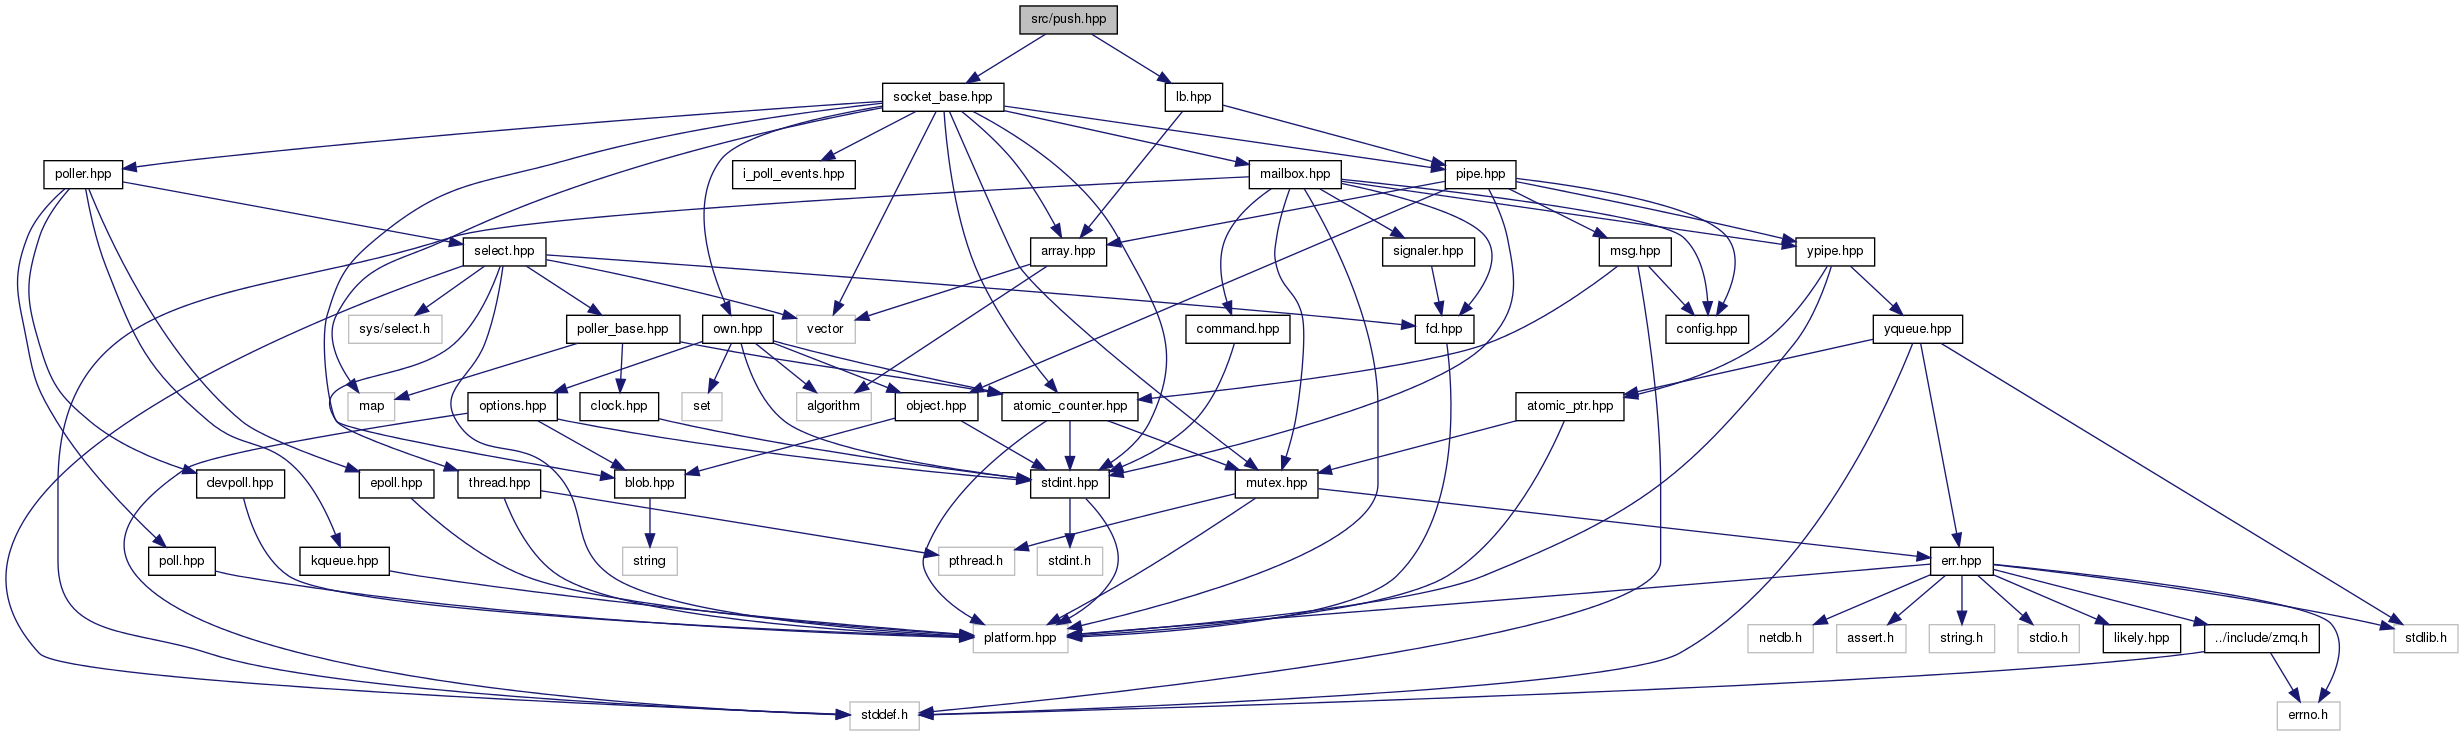 src/push.hpp
socket_base.hpp
lb.hpp
poller.hpp
i_poll_events.hpp
mailbox.hpp
pipe.hpp
select.hpp
array.hpp
signaler.hpp
msg.hpp
ypipe.hpp
sys/select.h
poller_base.hpp
own.hpp
vector
command.hpp
fd.hpp
config.hpp
yqueue.hpp
map
options.hpp
clock.hpp
set
algorithm
object.hpp
atomic_counter.hpp
atomic_ptr.hpp
devpoll.hpp
epoll.hpp
thread.hpp
blob.hpp
stdint.hpp
mutex.hpp
poll.hpp
kqueue.hpp
string
pthread.h
stdint.h
err.hpp
platform.hpp
netdb.h
assert.h
string.h
stdio.h
likely.hpp
../include/zmq.h
stdlib.h
stddef.h
errno.h